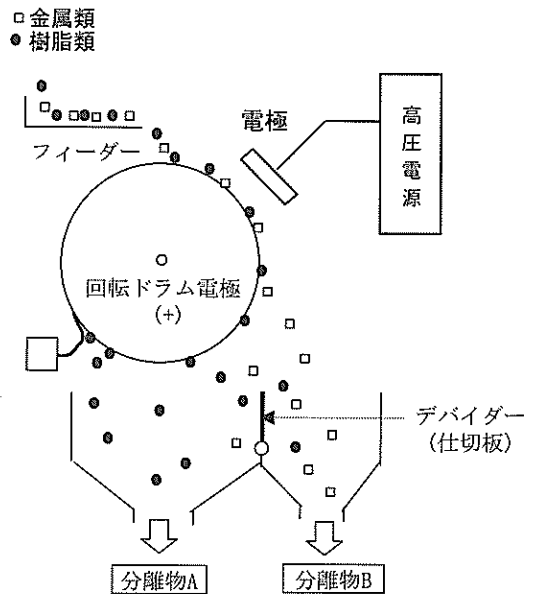 □ 金属類
● 樹脂類
電極
高圧電源
フィーダー
回転ドラム電極
(+)
デバイダー
(仕切板)
分離物A
分離物B